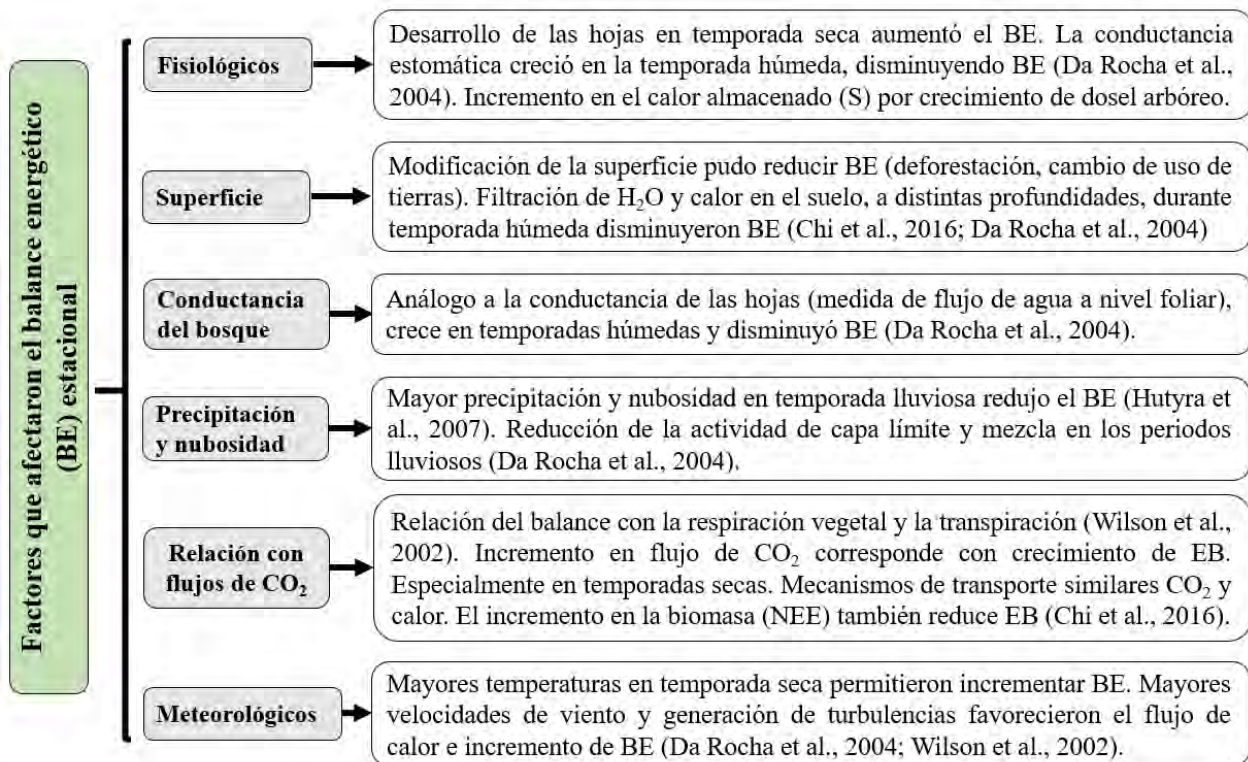 Factores que afectaron el balance energético
(BE) estacional
Fisiológicos
Desarrollo de las hojas en temporada seca aumentó el BE. La conductancia
estomática creció en la temporada húmeda, disminuyendo BE (Da Rocha et al.,
2004). Incremento en el calor almacenado (S) por crecimiento de dosel arbóreo.
Superficie
Modificación de la superficie pudo reducir BE (deforestación, cambio de uso de
tierras). Filtración de H₂O y calor en el suelo, a distintas profundidades, durante
temporada húmeda disminuyeron BE (Chi et al., 2016; Da Rocha et al., 2004)
Conductancia
del bosque
Análogo a la conductancia de las hojas (medida de flujo de agua a nivel foliar),
crece en temporadas húmedas y disminuyó BE (Da Rocha et al., 2004).
Precipitación
y nubosidad
Mayor precipitación y nubosidad en temporada lluviosa redujo el BE (Hutyra et
al., 2007). Reducción de la actividad de capa límite y mezcla en los periodos
lluviosos (Da Rocha et al., 2004).
Relación con
flujos de CO₂
Relación del balance con la respiración vegetal y la transpiración (Wilson et al.,
2002). Incremento en flujo de CO₂ corresponde con crecimiento de EB.
Especialmente en temporadas secas. Mecanismos de transporte similares CO₂ y
calor. El incremento en la biomasa (NEE) también reduce EB (Chi et al., 2016).
Meteorológicos
Mayores temperaturas en temporada seca permitieron incrementar BE. Mayores
velocidades de viento y generación de turbulencias favorecieron el flujo de
calor e incremento de BE (Da Rocha et al., 2004; Wilson et al., 2002).